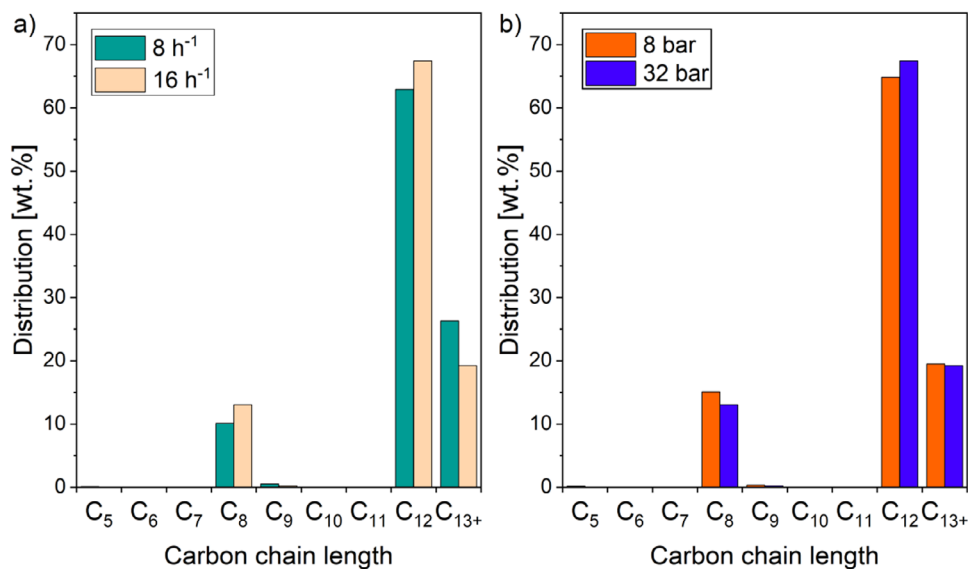 a)
8 h⁻¹
16 h⁻¹
Distribution [wt.%]
70
60
50
40
30
20
10
0
C₅ C₆ C₇ C₈ C₉ C₁₀ C₁₁ C₁₂ C₁₃₊
Carbon chain length
b)
8 bar
32 bar
Distribution [wt.%]
70
60
50
40
30
20
10
0
C₅ C₆ C₇ C₈ C₉ C₁₀ C₁₁ C₁₂ C₁₃₊
Carbon chain length